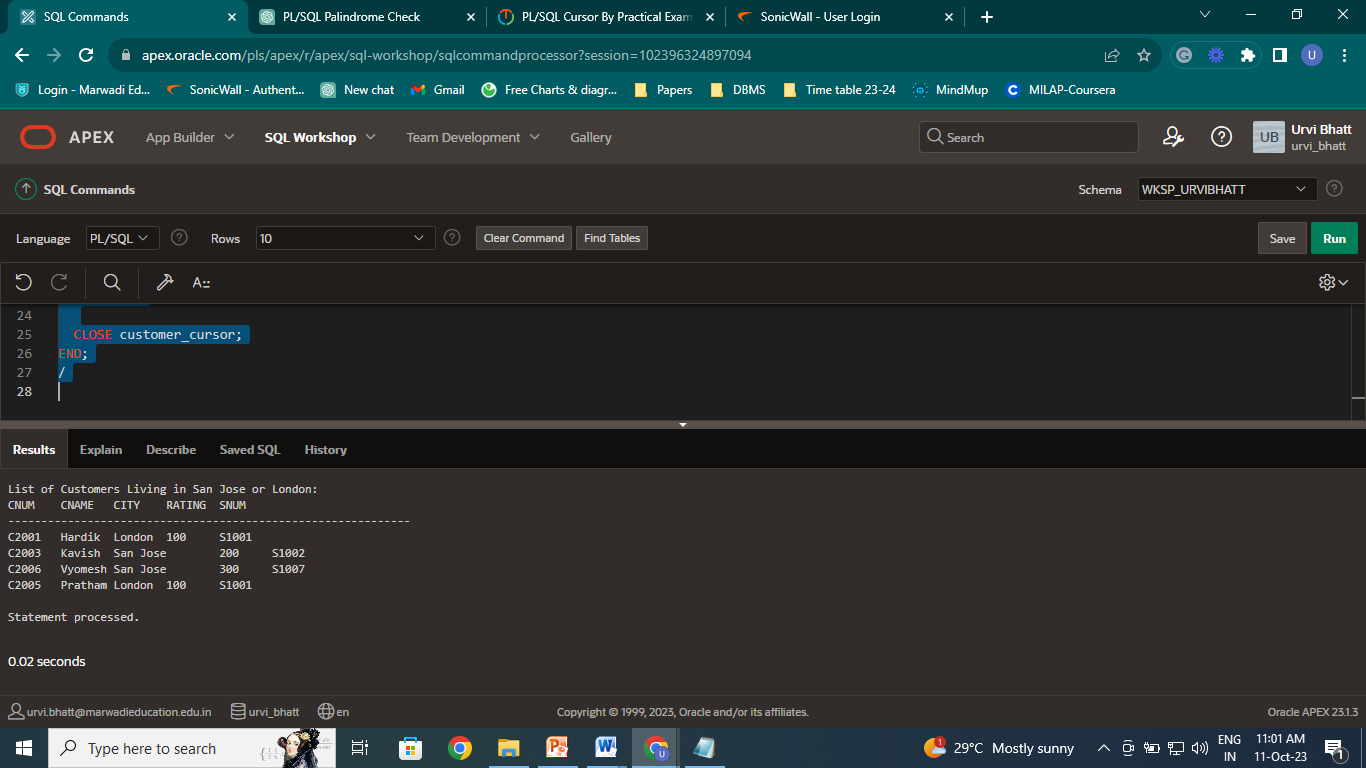 SQL Commands
PL/SQL Palindrome Check
PL/SQL Cursor By Practical Exam
SonicWall - User Login
apex.oracle.com/pls/apex/r/apex/sql-workshop/sqlcommandprocessor?session=102396324897094
U
Login - Marwadi Ed...
SonicWall - Authent...
New chat
Gmail
Free Charts & diagr...
Papers
DBMS
Time table 23-24
MindMup
MILAP-Coursera
APEX
App Builder
SQL Workshop
Team Development
Gallery
Search
UB
Urvi Bhatt
urvi_bhatt
SQL Commands
Schema
WKSP_URVIBHATT
Language
PL/SQL
Rows
10
Clear Command
Find Tables
Save
Run
A::
24
25 CLOSE customer_cursor;
26 END;
27 /
28
Results
Explain
Describe
Saved SQL
History
List of Customers Living in San Jose or London:
CNUM CNAME CITY RATING SNUM
-------------------------------------------------------------
C2001 Hardik London 100 S1001
C2003 Kavish San Jose 200 S1002
C2006 Vyomesh San Jose 300 S1007
C2005 Pratham London 100 S1001
Statement processed.
0.02 seconds
urvi.bhatt@marwadieducation.edu.in
urvi_bhatt
en
Copyright © 1999, 2023, Oracle and/or its affiliates.
Oracle APEX 23.1.3
Type here to search
29°C Mostly sunny
ENG
IN
11:01 AM
11-Oct-23
1